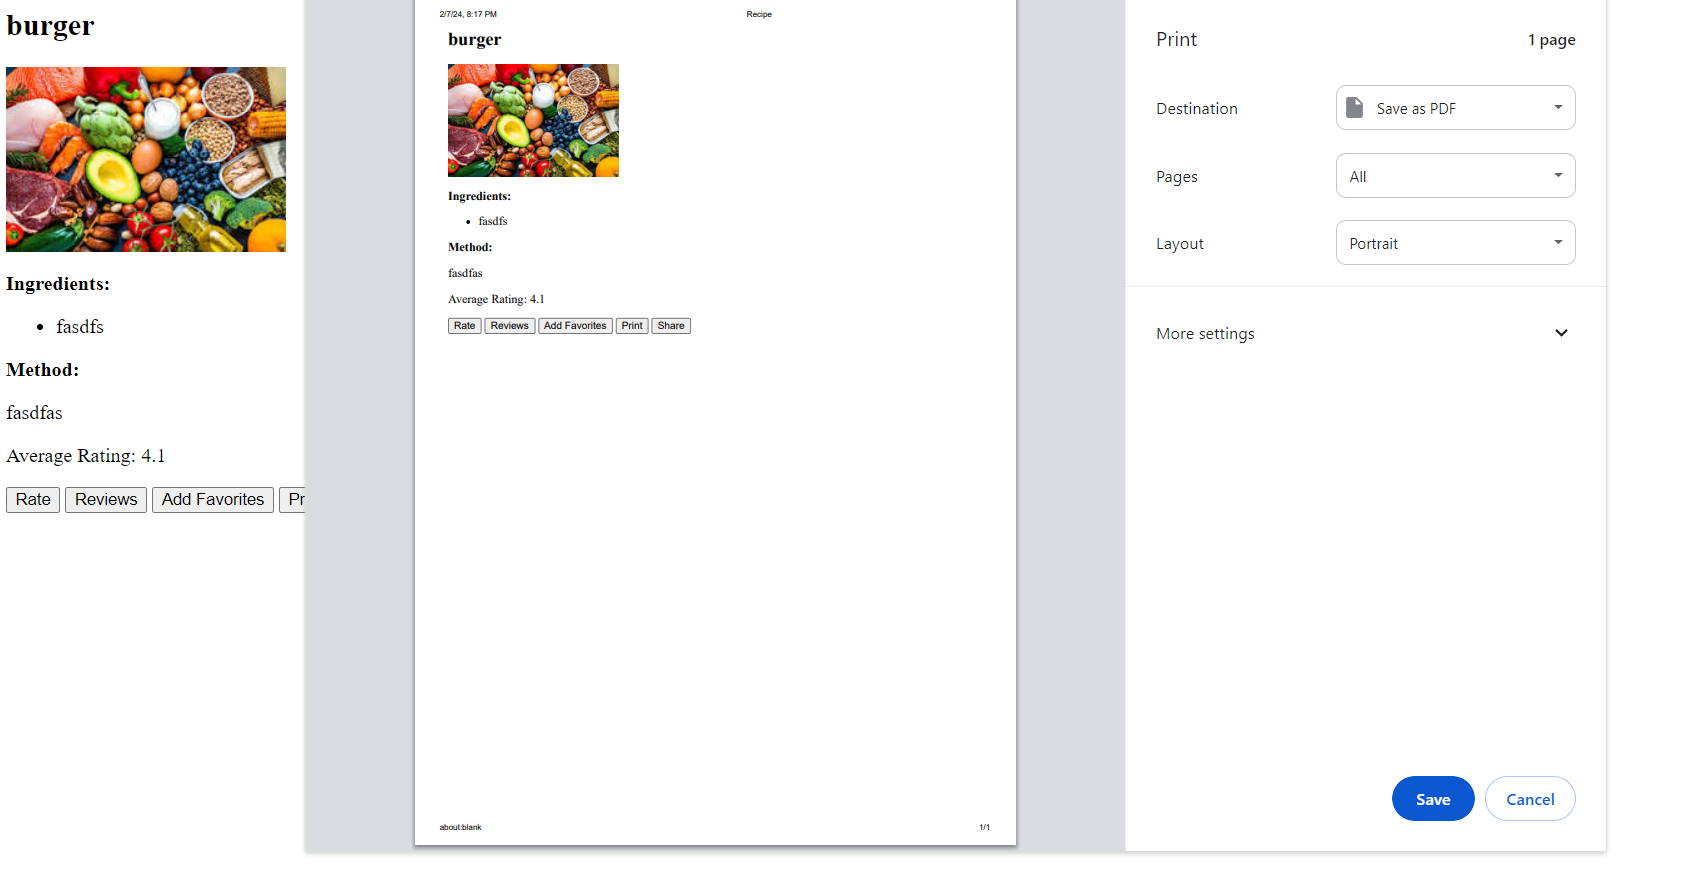 burger
Ingredients:
• fasdfs
Method:
fasdfas
Average Rating: 4.1
Rate Reviews Add Favorites Pr
2/7/24, 8:17 PM Recipe
burger
Ingredients:
• fasdfs
Method:
fasdfas
Average Rating: 4.1
Rate Reviews Add Favorites Print Share
about:blank 1/1
Print 1 page
Destination Save as PDF
Pages All
Layout Portrait
More settings
Save Cancel